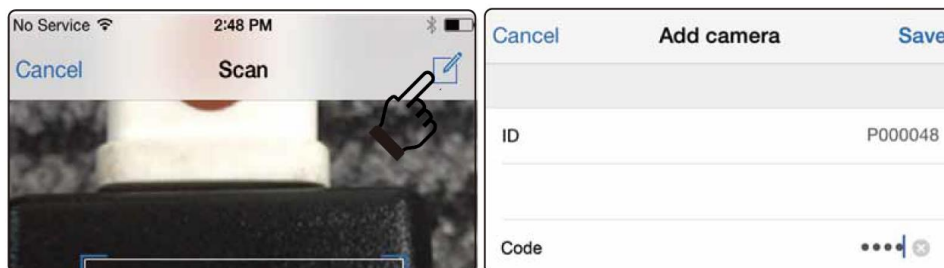 No Service 2:48 PM
Cancel Scan
Cancel Add camera Save
ID P000048
Code ••••